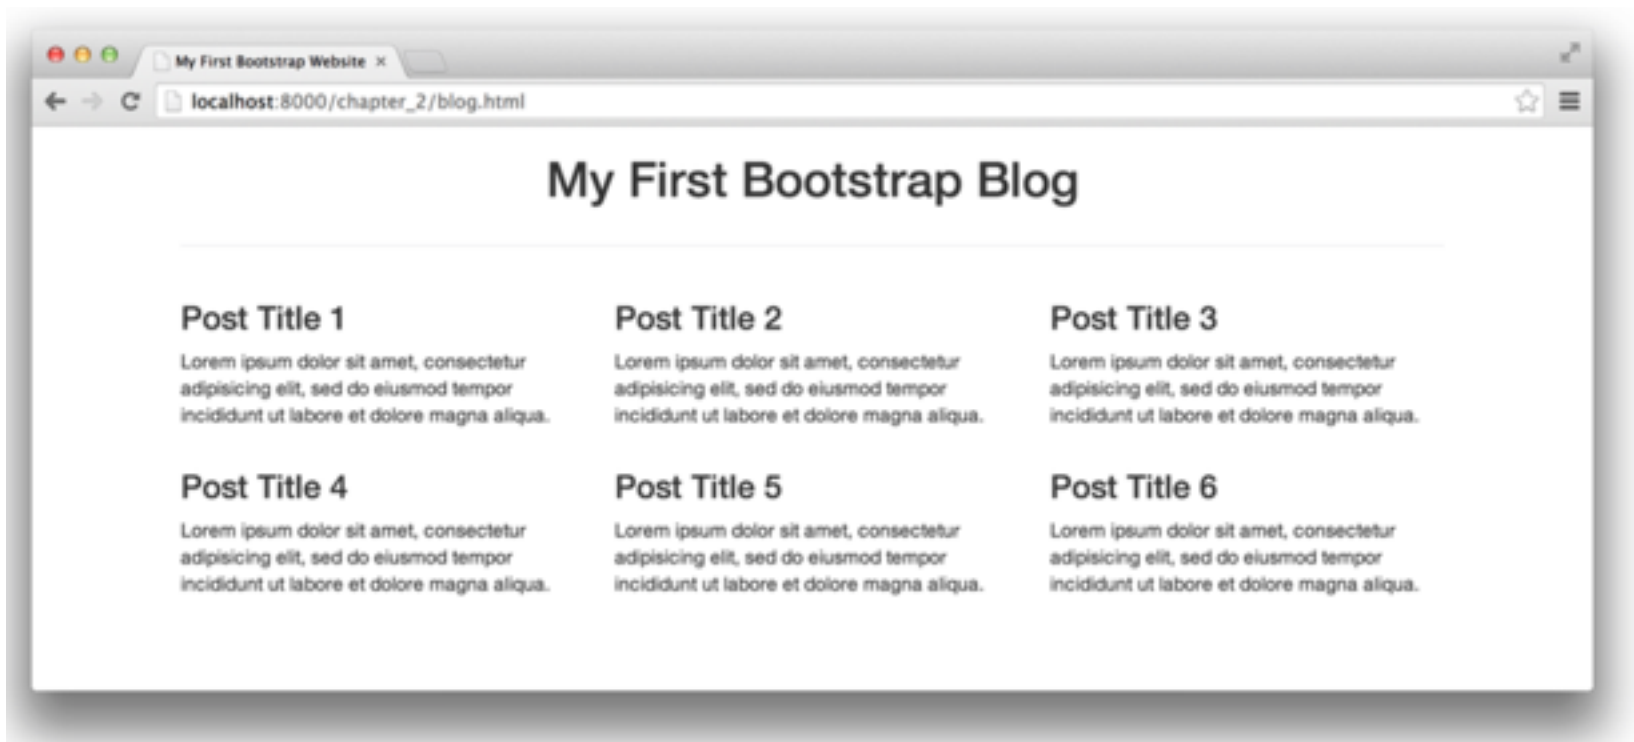 My First Bootstrap Website
localhost:8000/chapter_2/blog.html
My First Bootstrap Blog
Post Title 1
Lorem ipsum dolor sit amet, consectetur
adipisicing elit, sed do eiusmod tempor
incididunt ut labore et dolore magna aliqua.
Post Title 2
Lorem ipsum dolor sit amet, consectetur
adipisicing elit, sed do eiusmod tempor
incididunt ut labore et dolore magna aliqua.
Post Title 3
Lorem ipsum dolor sit amet, consectetur
adipisicing elit, sed do eiusmod tempor
incididunt ut labore et dolore magna aliqua.
Post Title 4
Lorem ipsum dolor sit amet, consectetur
adipisicing elit, sed do eiusmod tempor
incididunt ut labore et dolore magna aliqua.
Post Title 5
Lorem ipsum dolor sit amet, consectetur
adipisicing elit, sed do eiusmod tempor
incididunt ut labore et dolore magna aliqua.
Post Title 6
Lorem ipsum dolor sit amet, consectetur
adipisicing elit, sed do eiusmod tempor
incididunt ut labore et dolore magna aliqua.